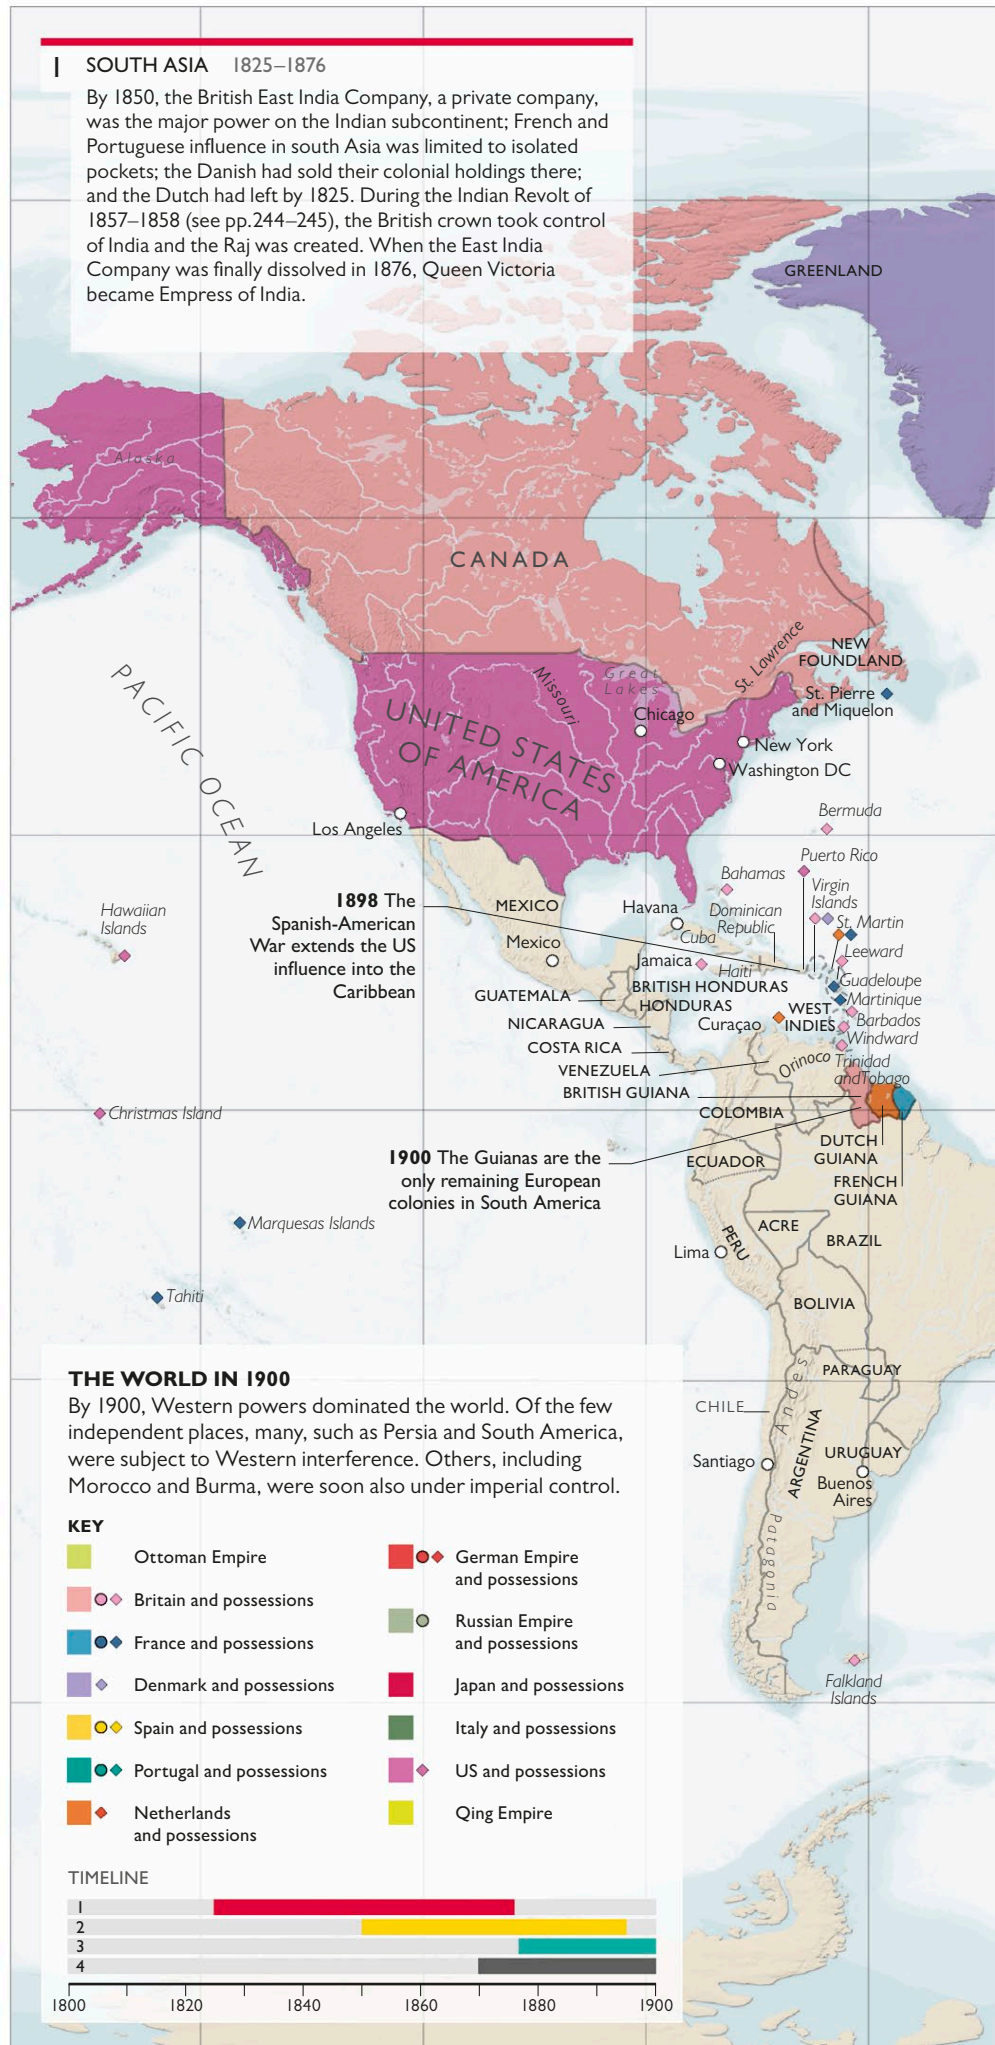 1 SOUTH ASIA 1825–1876
By 1850, the British East India Company, a private company,
was the major power on the Indian subcontinent; French and
Portuguese influence in south Asia was limited to isolated
pockets; the Danish had sold their colonial holdings there;
and the Dutch had left by 1825. During the Indian Revolt of
1857–1858 (see pp.244–245), the British crown took control
of India and the Raj was created. When the East India
Company was finally dissolved in 1876, Queen Victoria
became Empress of India.
GREENLAND
Alaska
CANADA
NEW
FOUNDLAND
St. Lawrence
Great
Lakes
Missouri
St. Pierre
and Miquelon
Chicago
UNITED STATES
OF AMERICA
New York
Washington DC
PACIFIC OCEAN
Los Angeles
Bermuda
Puerto Rico
Bahamas
Virgin
Islands
1898 The
Spanish-American
War extends the US
influence into the
Caribbean
MEXICO
Havana
Dominican
Republic
St. Martin
Hawaiian
Islands
Mexico
Cuba
Leeward
Jamaica
Haiti
Guadeloupe
BRITISH HONDURAS
GUATEMALA
HONDURAS
Martinique
WEST
INDIES
NICARAGUA
Curaçao
Barbados
Windward
COSTA RICA
Orinoco
Trinidad
andTobago
VENEZUELA
BRITISH GUIANA
COLOMBIA
Christmas Island
DUTCH
GUIANA
1900 The Guianas are the
only remaining European
colonies in South America
ECUADOR
FRENCH
GUIANA
Marquesas Islands
ACRE
PERU
BRAZIL
Lima
Tahiti
BOLIVIA
PARAGUAY
Andes
CHILE
ARGENTINA
URUGUAY
Santiago
Buenos
Aires
Patagonia
Falkland
Islands
THE WORLD IN 1900
By 1900, Western powers dominated the world. Of the few
independent places, many, such as Persia and South America,
were subject to Western interference. Others, including
Morocco and Burma, were soon also under imperial control.
KEY
Ottoman Empire
Britain and possessions
France and possessions
Denmark and possessions
Spain and possessions
Portugal and possessions
Netherlands
and possessions
German Empire
and possessions
Russian Empire
and possessions
Japan and possessions
Italy and possessions
US and possessions
Qing Empire
TIMELINE
1
2
3
4
1800 1820 1840 1860 1880 1900